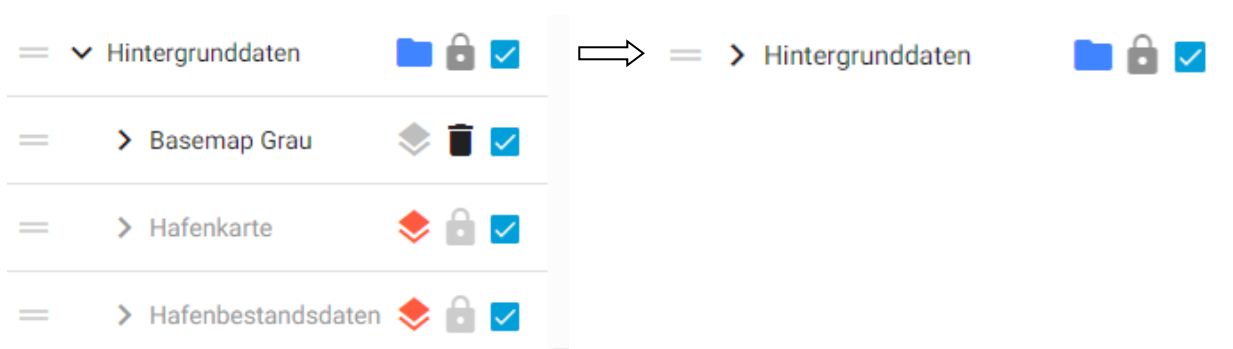 Hintergrunddaten
Basemap Grau
Hafenkarte
Hafenbestandsdaten
Hintergrunddaten